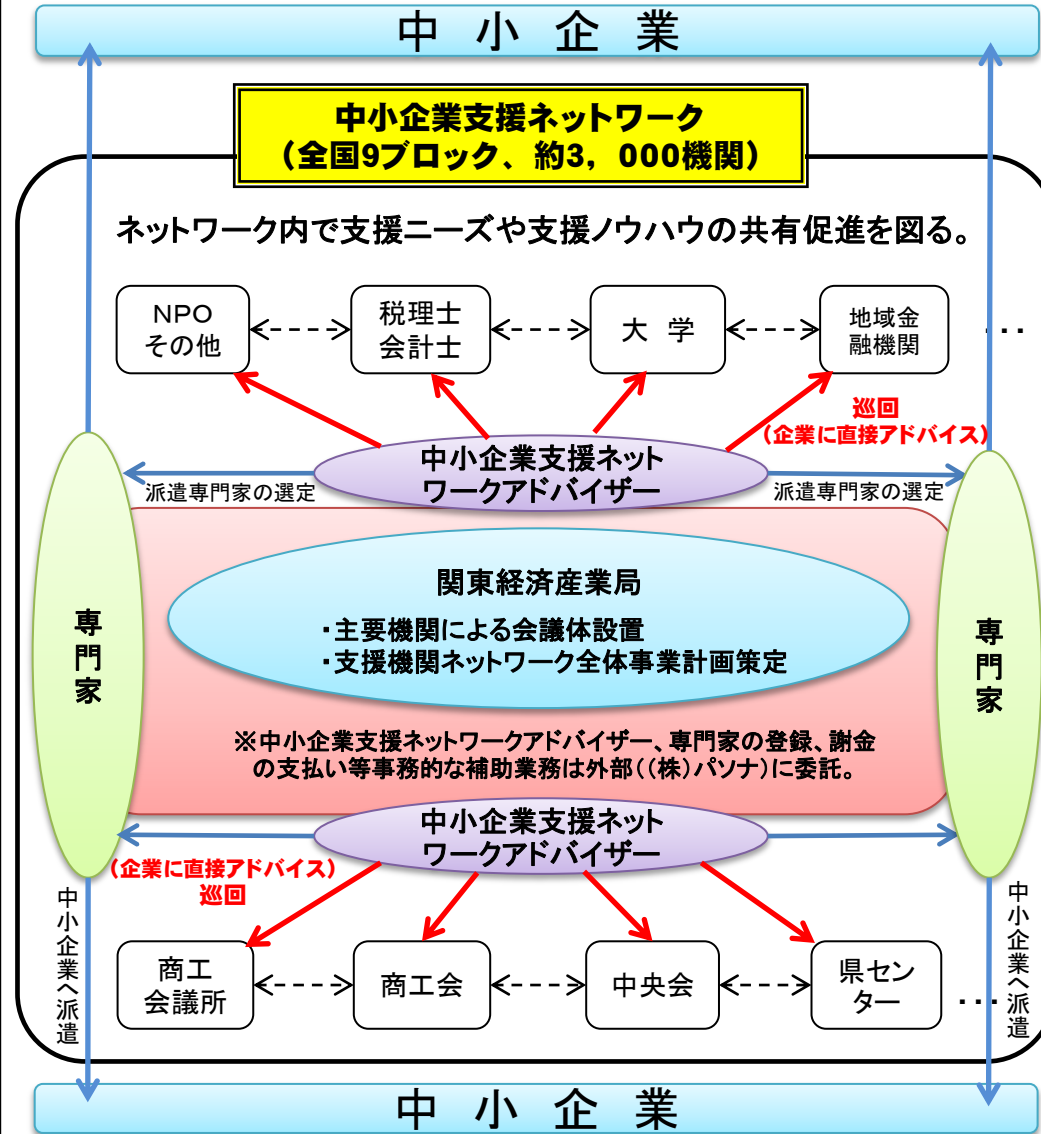 中 小 企 業
中小企業支援ネットワーク
（全国9ブロック、約3，000機関）
ネットワーク内で支援ニーズや支援ノウハウの共有促進を図る。
NPO
その他
税理士
会計士
大 学
地域金
融機関
・・・
巡回
（企業に直接アドバイス）
中小企業支援ネット
ワークアドバイザー
派遣専門家の選定
派遣専門家の選定
専門家
専門家
関東経済産業局
・主要機関による会議体設置
・支援機関ネットワーク全体事業計画策定
※中小企業支援ネットワークアドバイザー、専門家の登録、謝金
の支払い等事務的な補助業務は外部（（株）パソナ）に委託。
中小企業支援ネット
ワークアドバイザー
（企業に直接アドバイス）
巡回
中小企業へ派遣
中小企業へ派遣
商工
会議所
商工会
中央会
県セン
ター
・・・
中 小 企 業